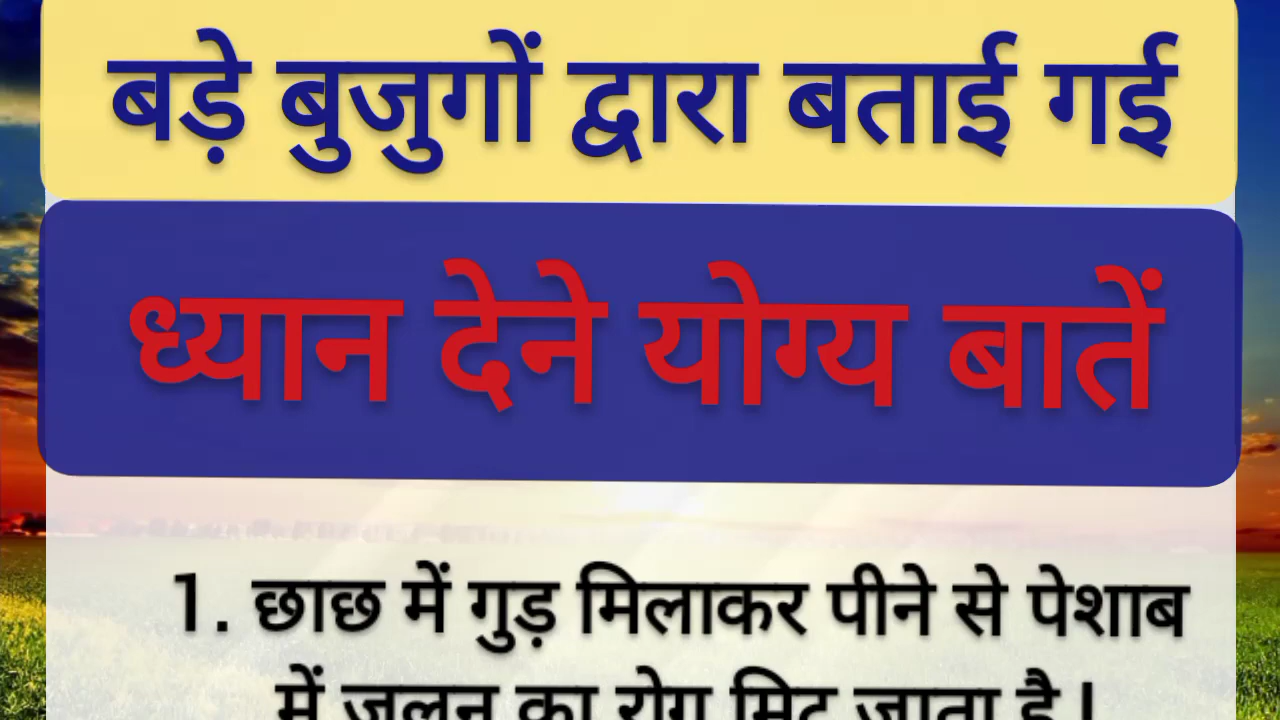 बड़े बुजुगों द्वारा बताई गई
ध्यान देने योग्य बातें
1. छाछ में गुड़ मिलाकर पीने से पेशाब
में जलन का रोग मिट जाता है |